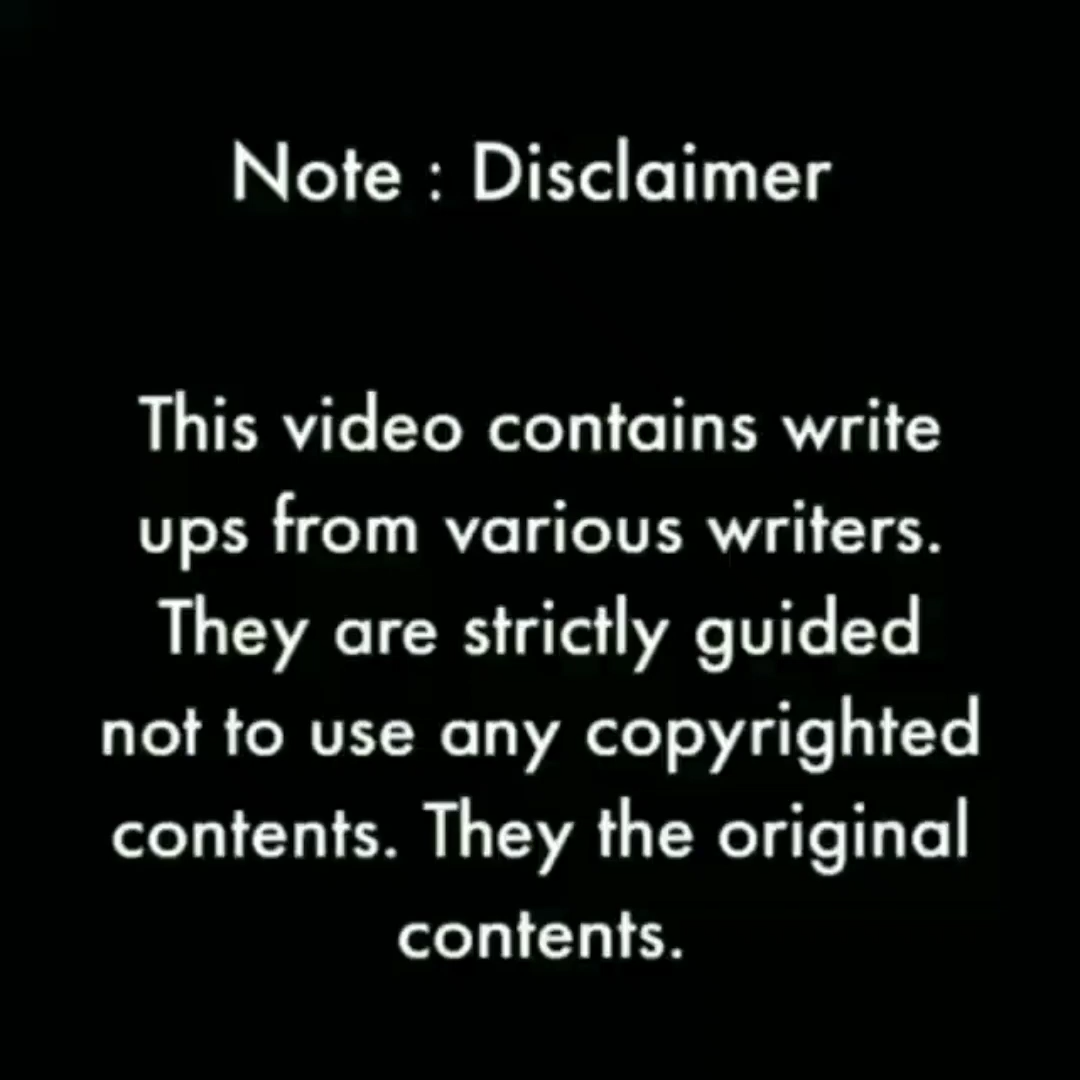 Note : Disclaimer
This video contains write
ups from various writers.
They are strictly guided
not to use any copyrighted
contents. They the original
contents.